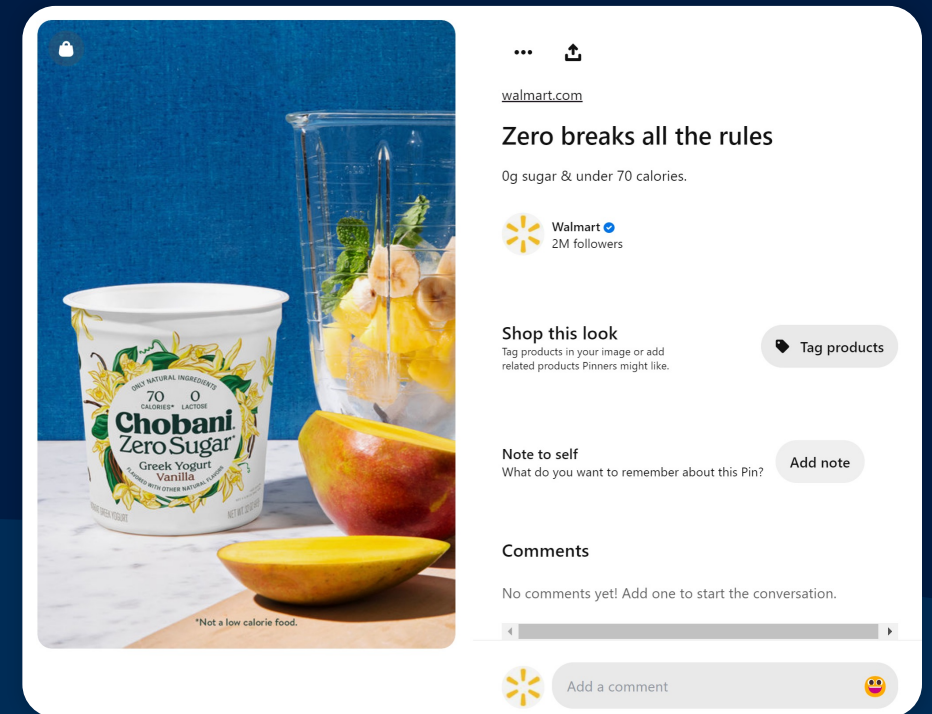 walmart.com
Zero breaks all the rules
0g sugar & under 70 calories.
Walmart
2M followers
Shop this look
Tag products in your image or add
related products Pinners might like.
Tag products
Note to self
What do you want to remember about this Pin?
Add note
Comments
No comments yet! Add one to start the conversation.
Add a comment
ONLY NATURAL INGREDIENTS
70 0
CALORIES* LACTOSE
Chobani.
Zero Sugar*
Greek Yogurt
Vanilla
FLAVORED WITH OTHER NATURAL FLAVORS
GREEK YOGURT
*Not a low calorie food.